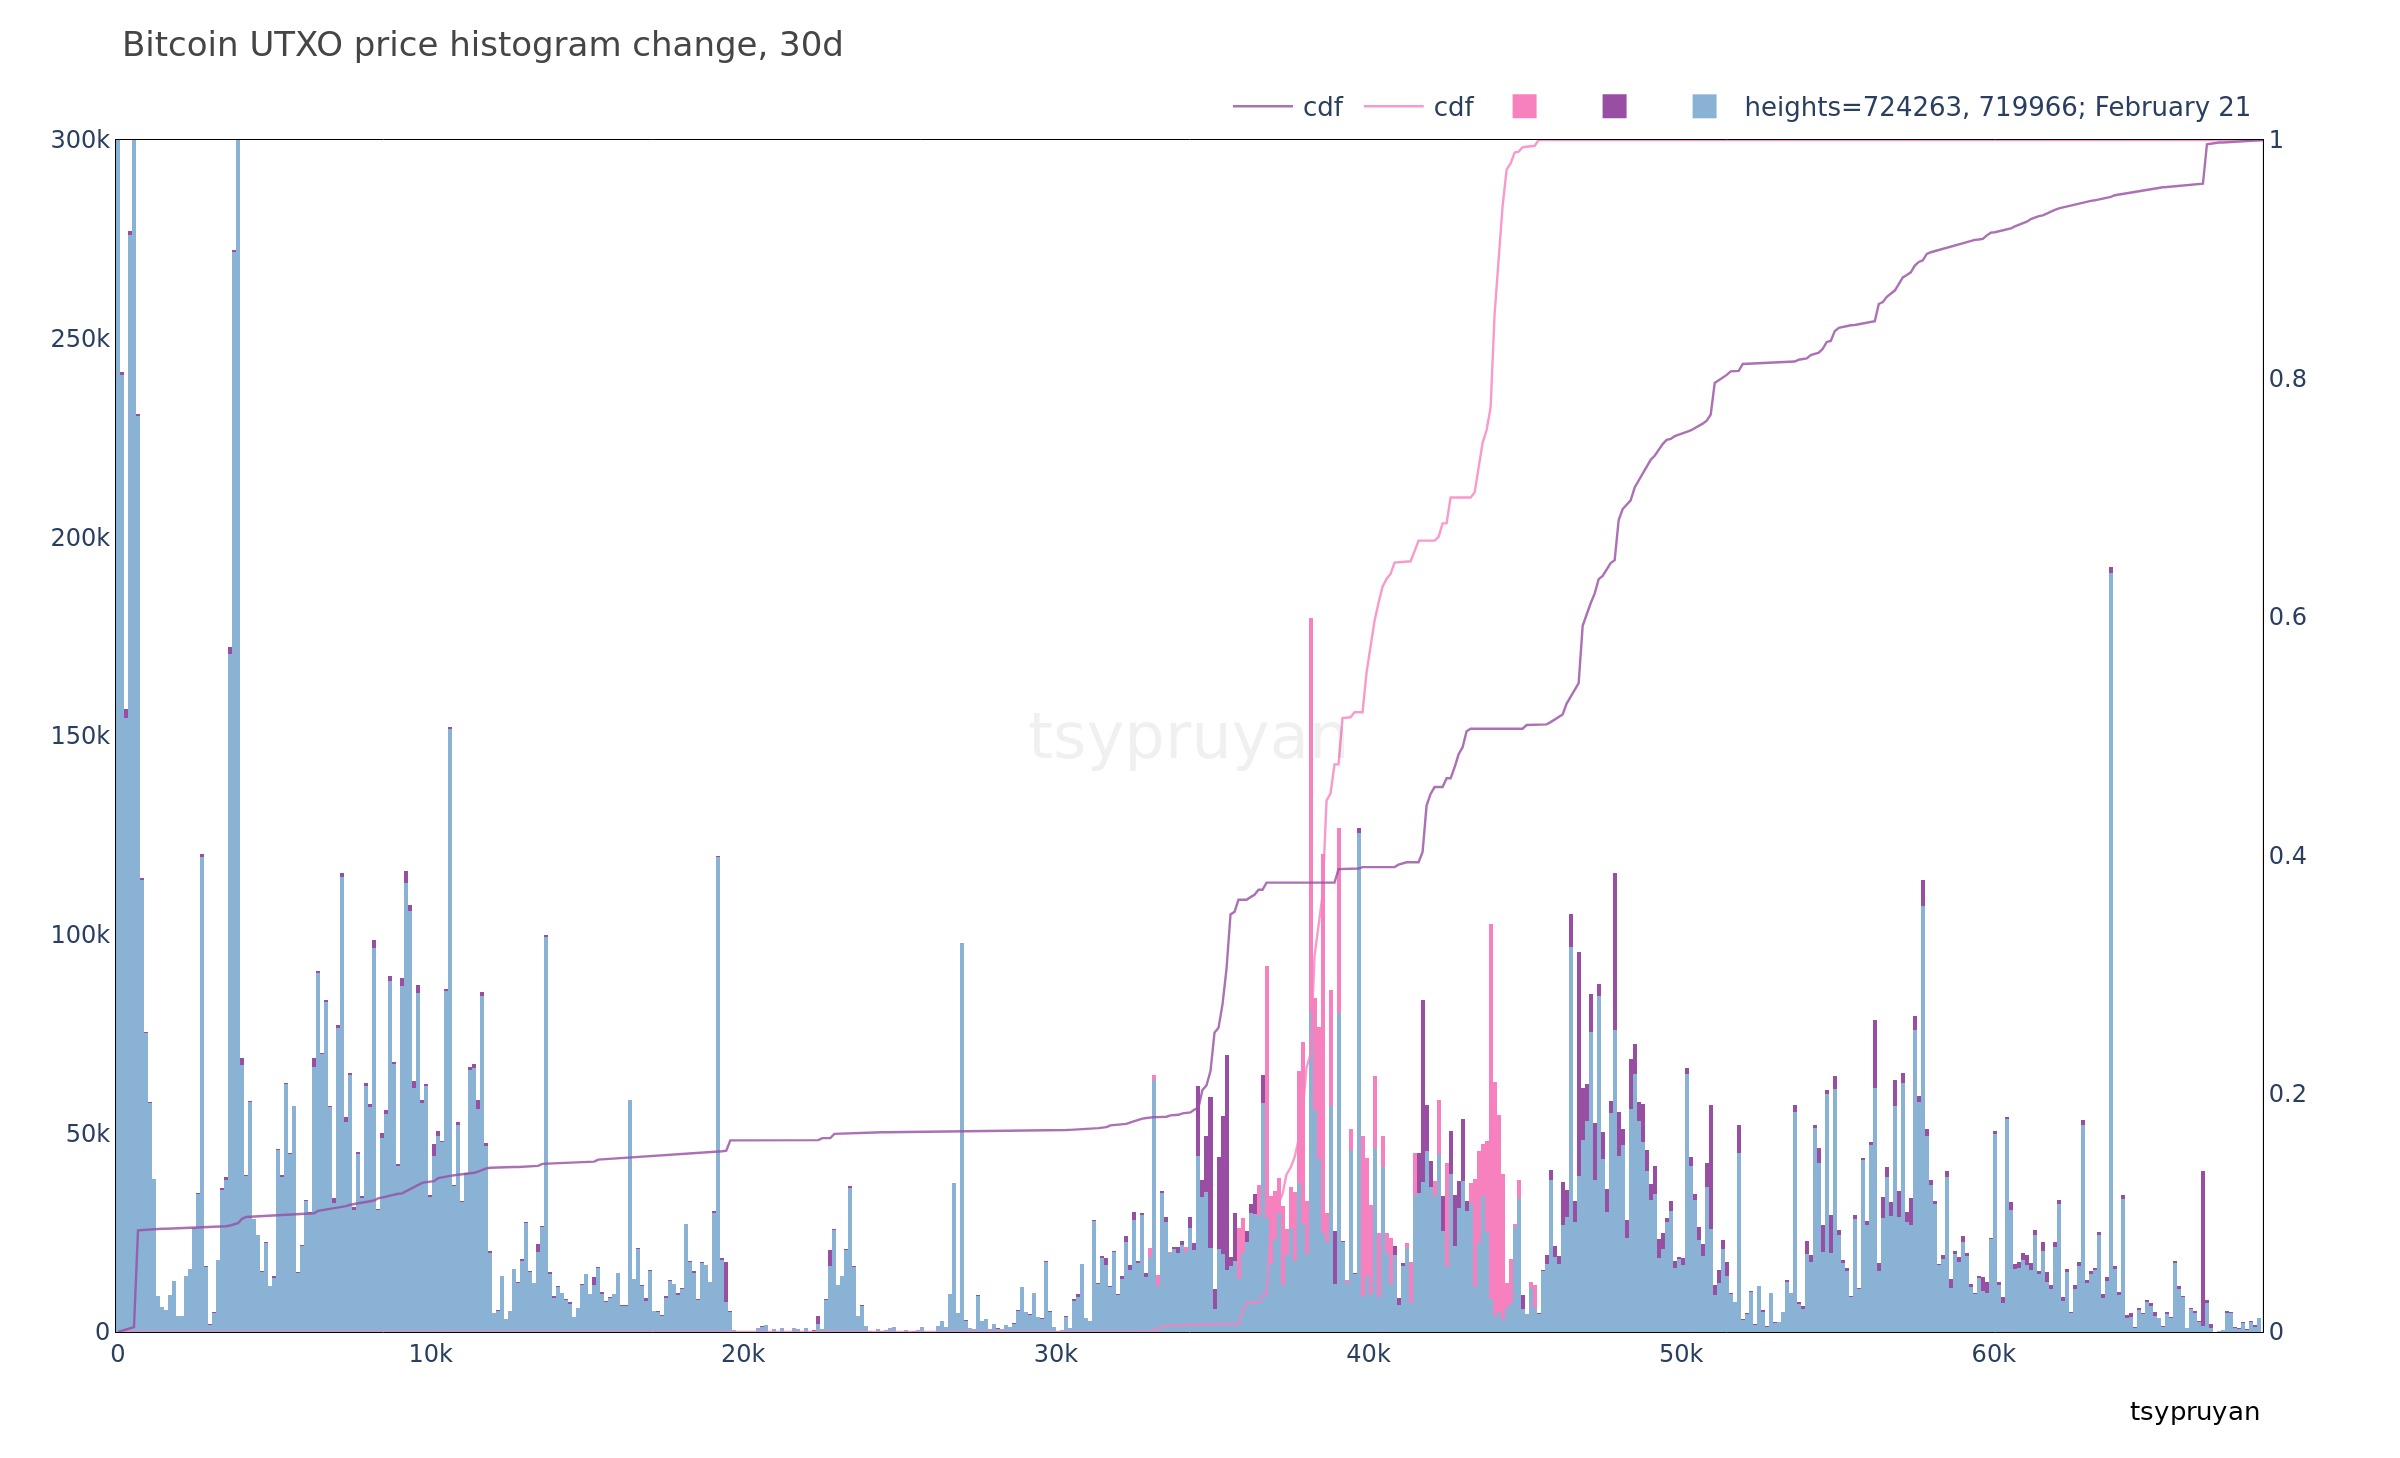 Bitcoin UTXO price histogram change, 30d
cdf cdf heights=724263, 719966; February 21
300k
250k
200k
150k
100k
50k
0
1
0.8
0.6
0.4
0.2
0
tsypruyan
0 10k 20k 30k 40k 50k 60k
tsypruyan